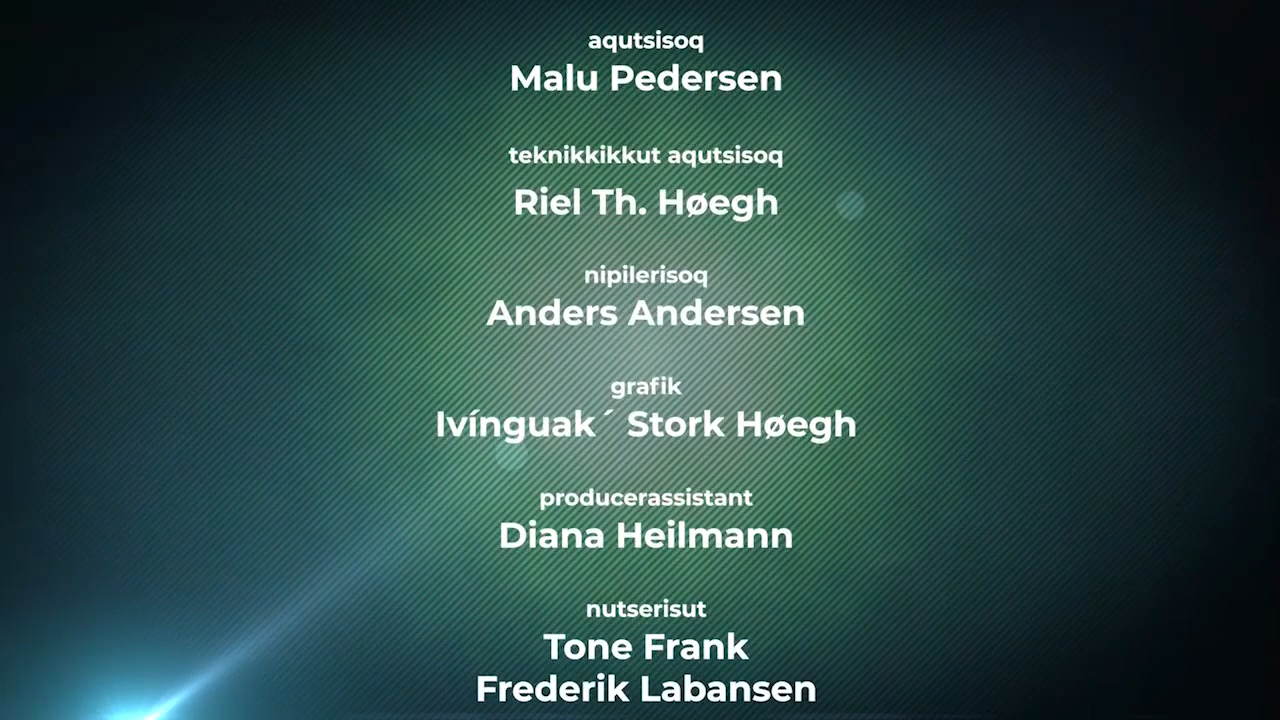 aqutsisoq
Malu Pedersen
teknikkikkut aqutsisoq
Riel Th. Høegh
nipilerisoq
Anders Andersen
grafik
Ivínguak´ Stork Høegh
producerassistant
Diana Heilmann
nutserisut
Tone Frank
Frederik Labansen